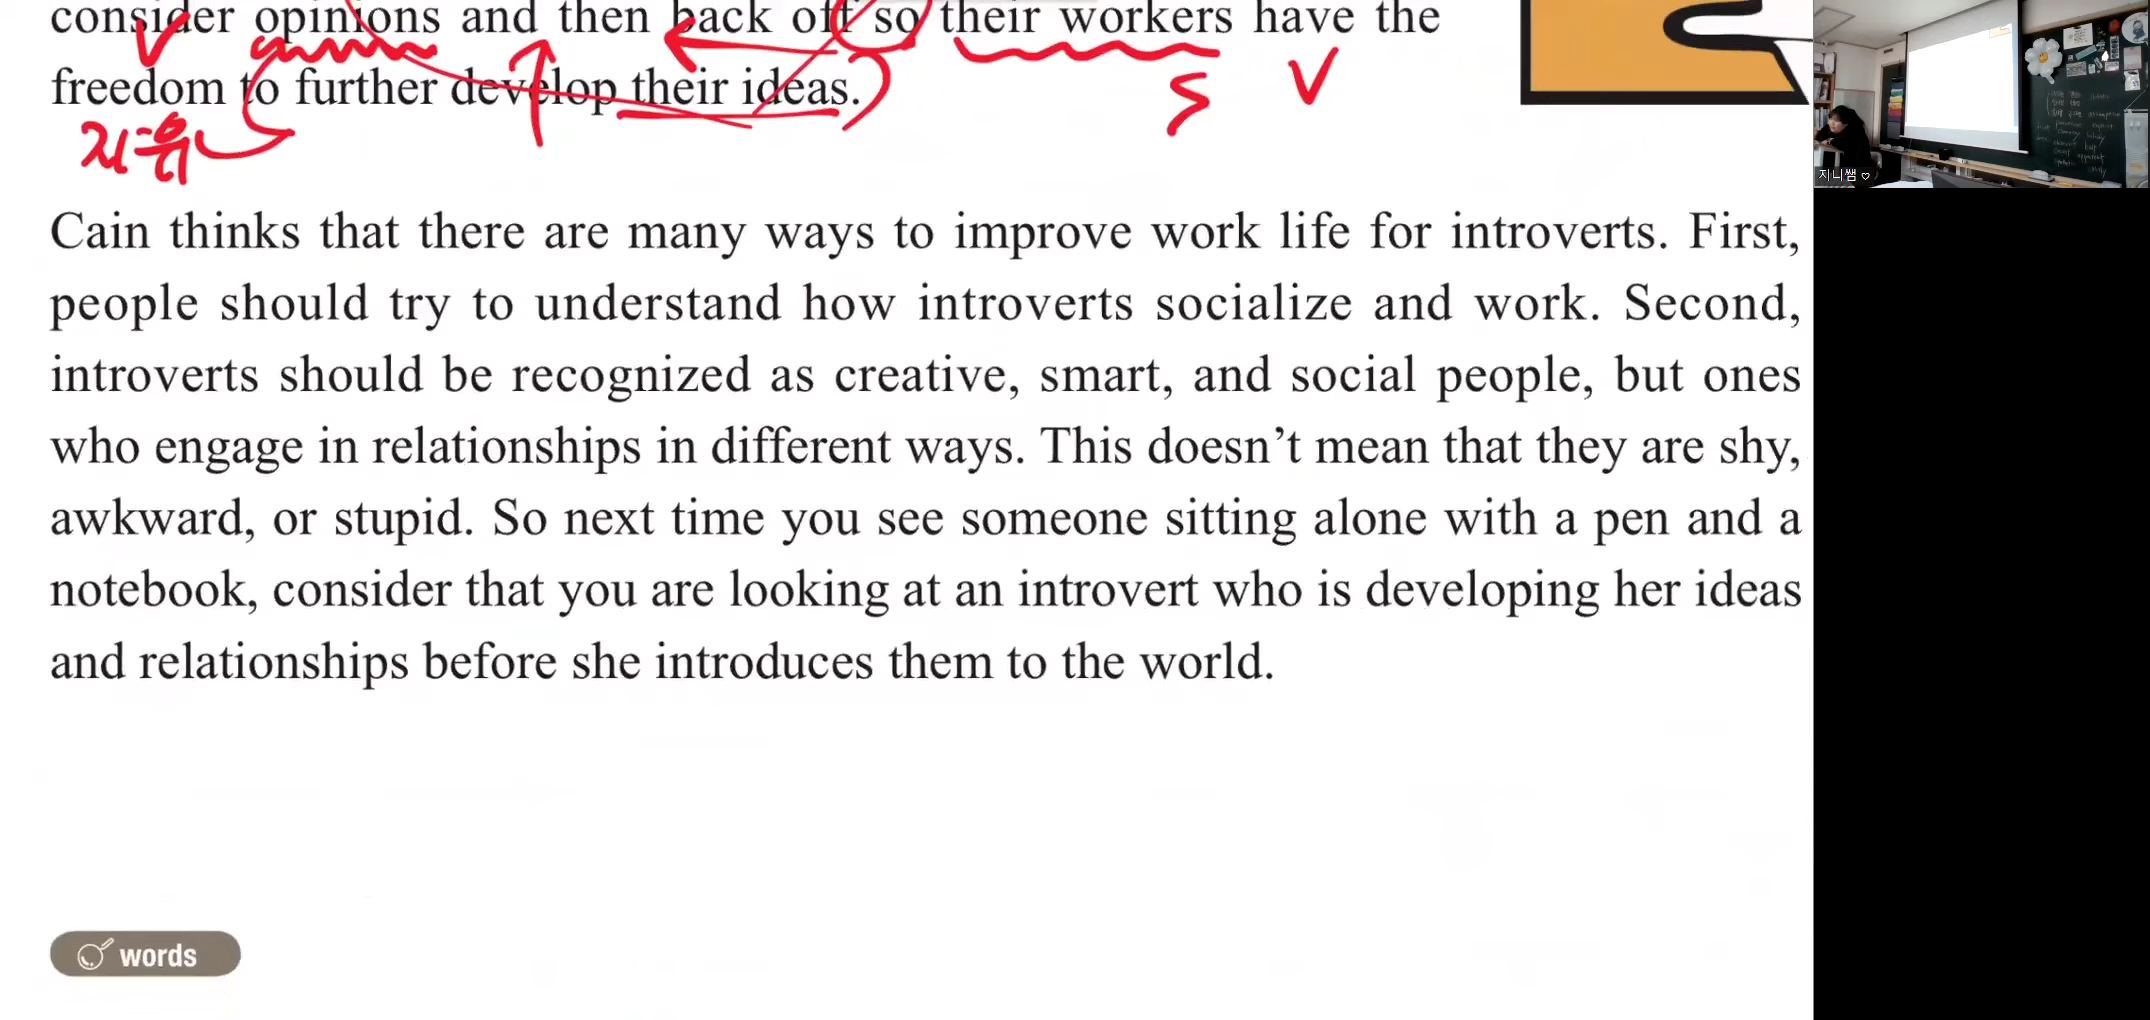 consider opinions and then back off so their workers have the
freedom to further develop their ideas.
S V
자유
Cain thinks that there are many ways to improve work life for introverts. First,
people should try to understand how introverts socialize and work. Second,
introverts should be recognized as creative, smart, and social people, but ones
who engage in relationships in different ways. This doesn’t mean that they are shy,
awkward, or stupid. So next time you see someone sitting alone with a pen and a
notebook, consider that you are looking at an introvert who is developing her ideas
and relationships before she introduces them to the world.
words
지니쌤♡